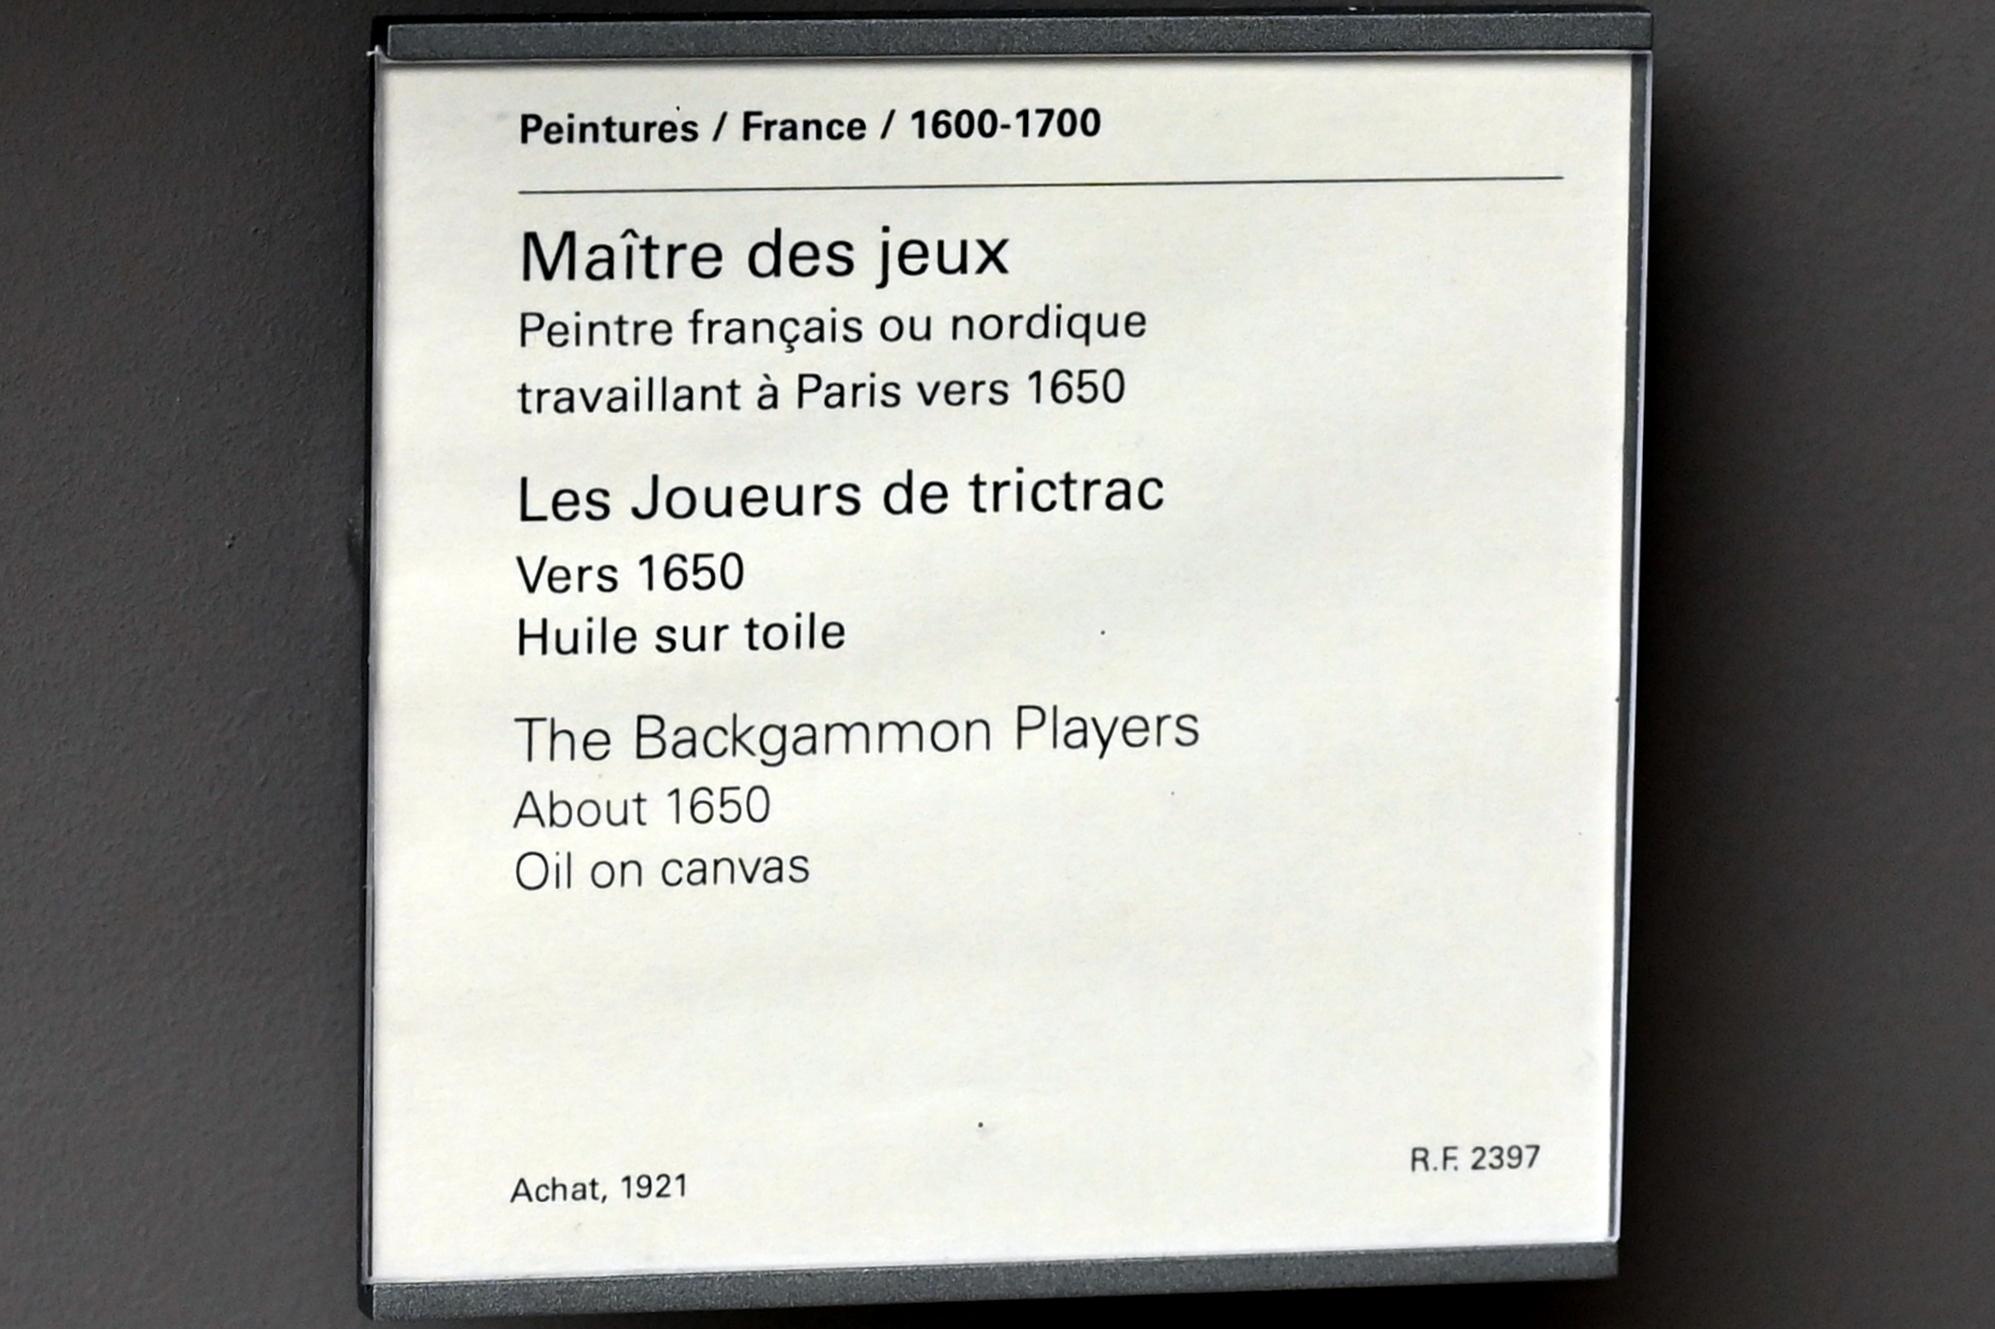 Peintures / France / 1600-1700
Maître des jeux
Peintre français ou nordique
travaillant à Paris vers 1650
Les Joueurs de trictrac
Vers 1650
Huile sur toile
The Backgammon Players
About 1650
Oil on canvas
Achat, 1921
R.F. 2397